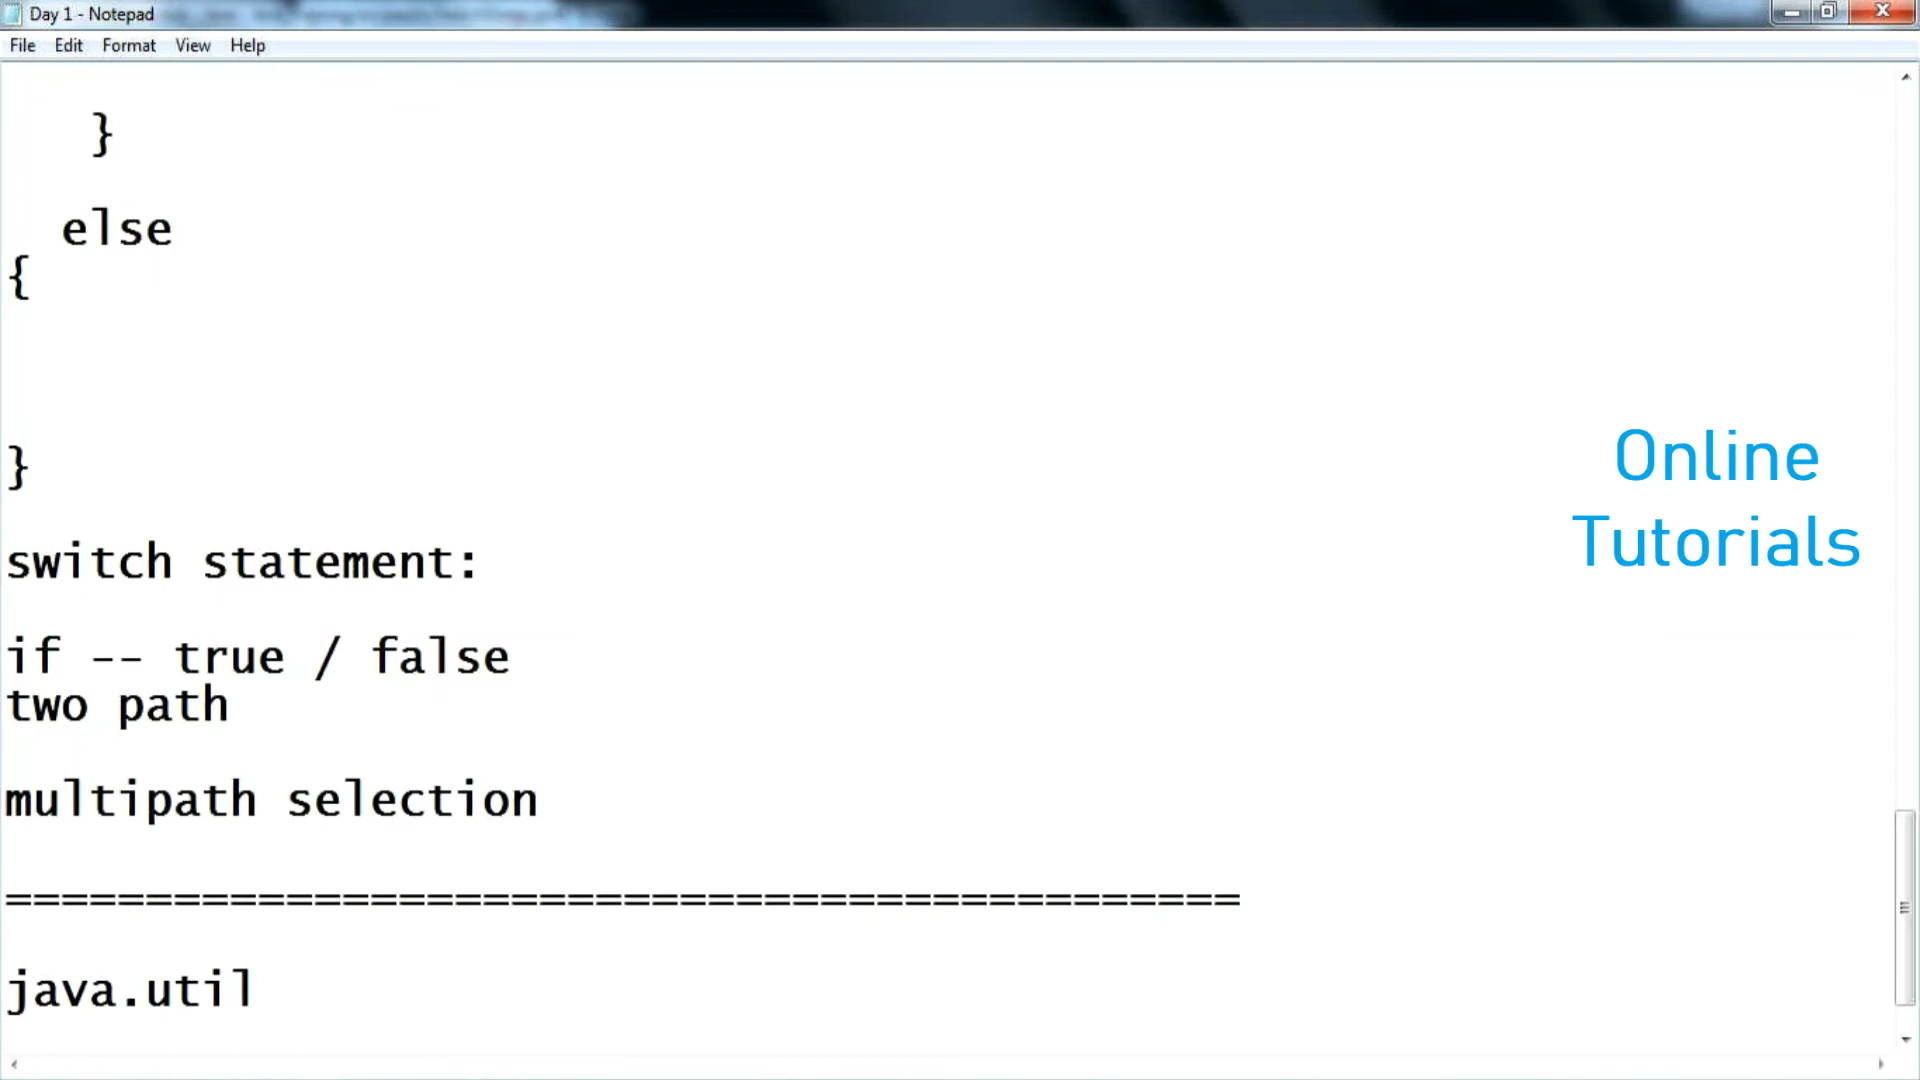 Day 1 - Notepad
File Edit Format View Help
}
else
{
}
switch statement:
if -- true / false
two path
multipath selection
============================================
java.util
Online
Tutorials